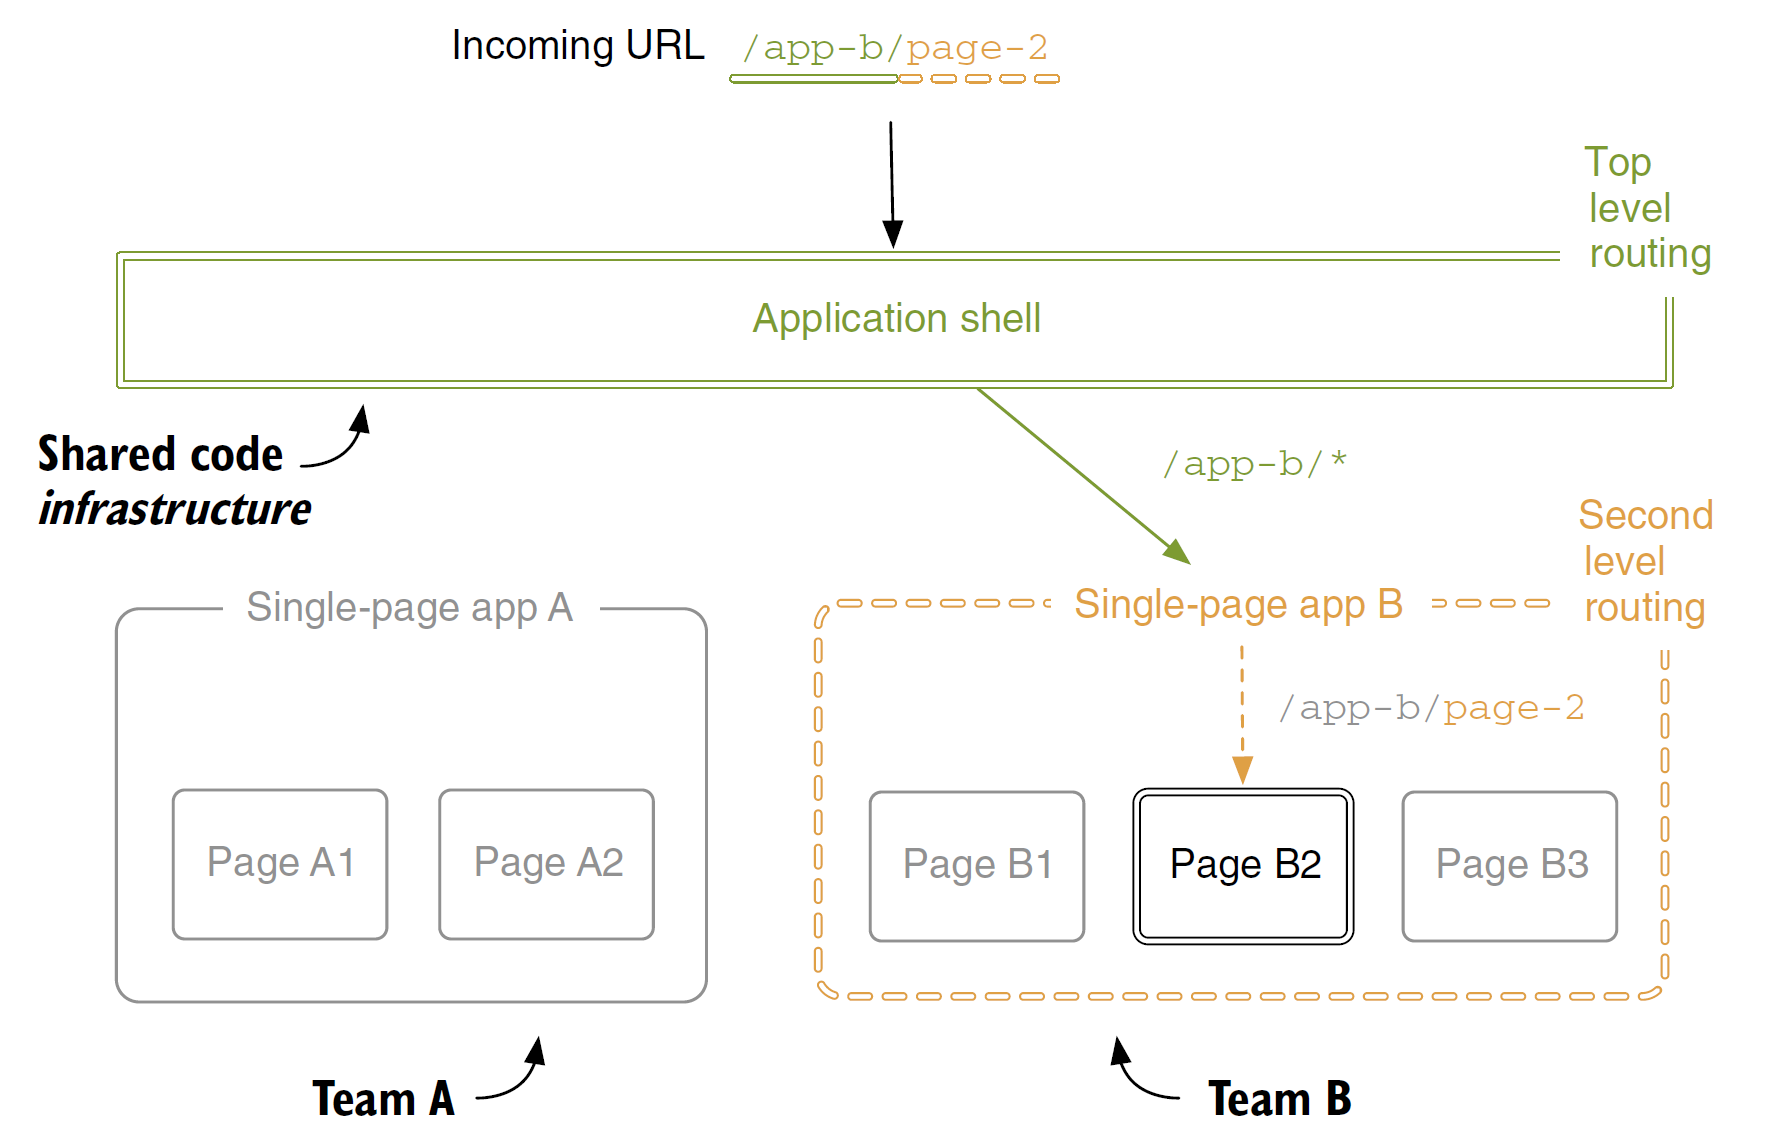 Incoming URL /app-b/page-2
Top
level
routing
Application shell
Shared code
infrastructure
/app-b/*
Second
level
routing
Single-page app A
Single-page app B
/app-b/page-2
Page A1
Page A2
Page B1
Page B2
Page B3
Team A
Team B